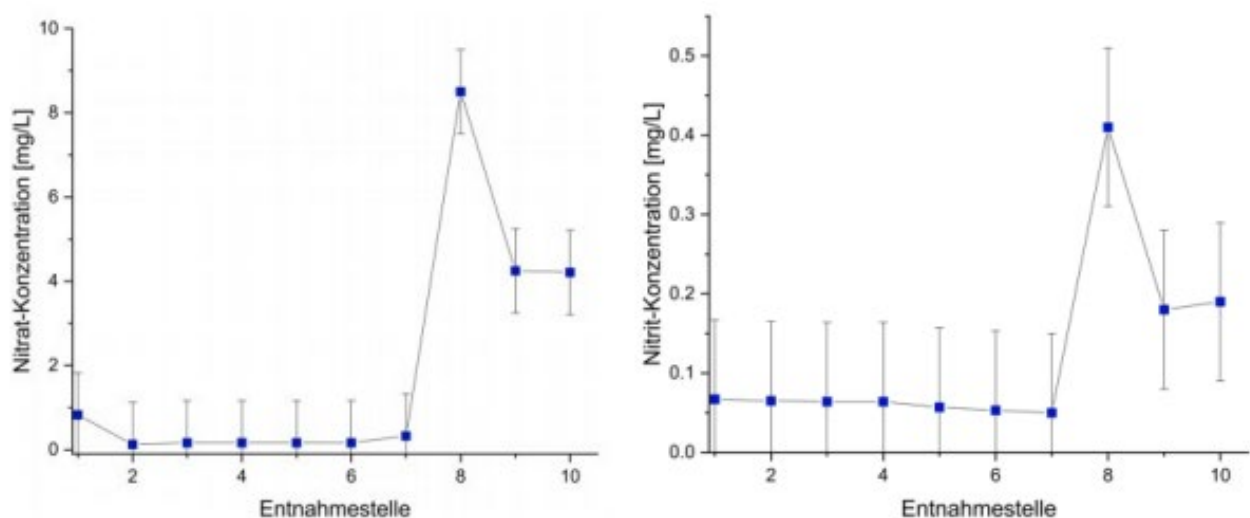 Nitrat-Konzentration [mg/L]
10
8
6
4
2
0
2 4 6 8 10
Entnahmestelle
Nitrit-Konzentration [mg/L]
0.5
0.4
0.3
0.2
0.1
0.0
2 4 6 8 10
Entnahmestelle